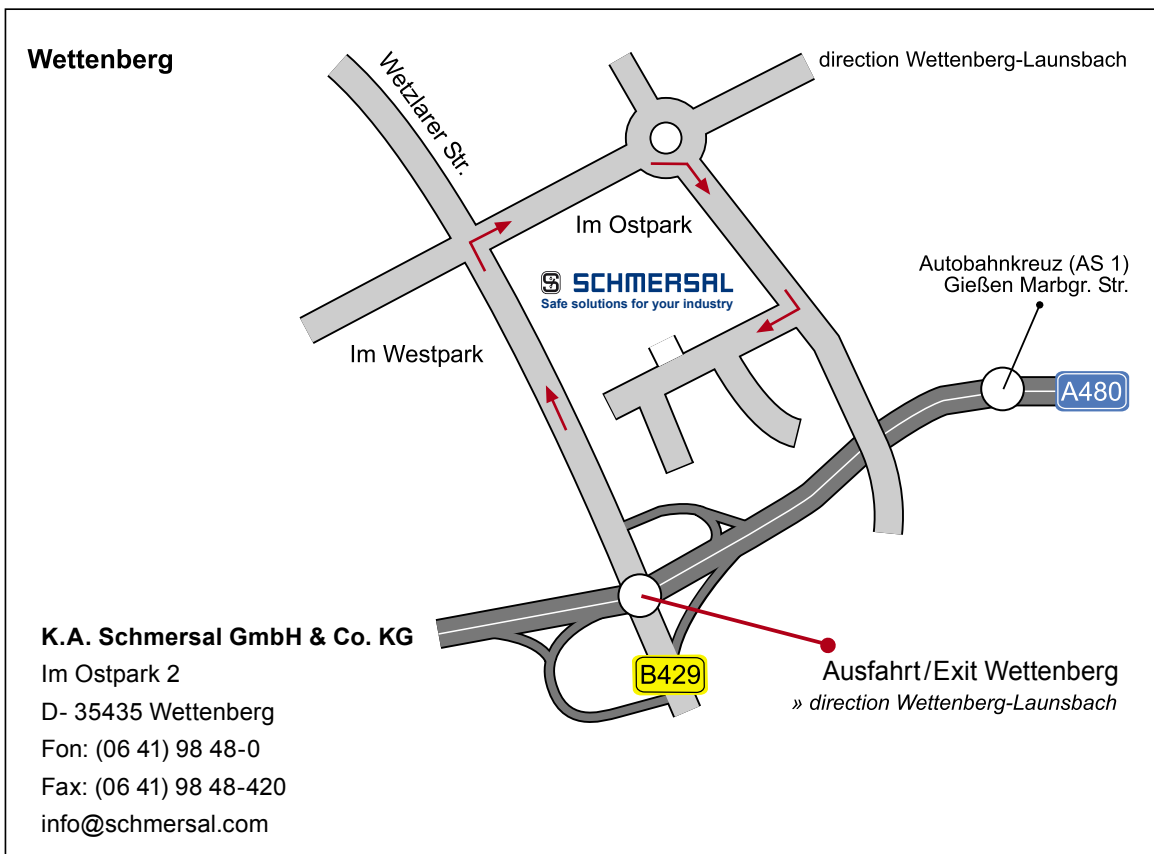 Wettenberg
direction Wettenberg-Launsbach
Wetzlarer Str.
Im Ostpark
SCHMERSAL
Safe solutions for your industry
Autobahnkreuz (AS 1)
Gießen Marbgr. Str.
Im Westpark
A480
K.A. Schmersal GmbH & Co. KG
Im Ostpark 2
D- 35435 Wettenberg
Fon: (06 41) 98 48-0
Fax: (06 41) 98 48-420
info@schmersal.com
B429
Ausfahrt/Exit Wettenberg
» direction Wettenberg-Launsbach